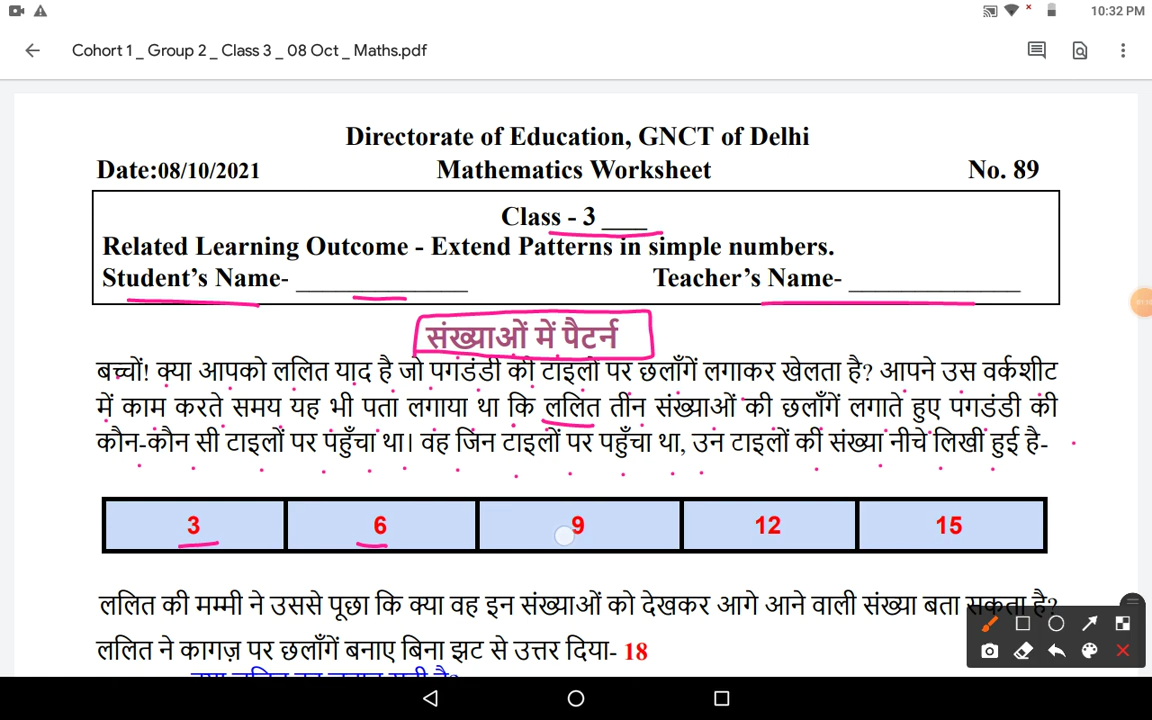 10:32 PM
Cohort 1 _ Group 2 _ Class 3 _ 08 Oct _ Maths.pdf
Directorate of Education, GNCT of Delhi
Date:08/10/2021 Mathematics Worksheet No. 89
Class - 3 ____
Related Learning Outcome - Extend Patterns in simple numbers.
Student’s Name- ______________ Teacher’s Name- ______________
संख्याओं में पैटर्न
बच्चों! क्या आपको ललित याद है जो पगडंडी की टाइलों पर छलाँगें लगाकर खेलता है? आपने उस वर्कशीट
में काम करते समय यह भी पता लगाया था कि ललित तीन संख्याओं की छलाँगें लगाते हुए पगडंडी की
कौन-कौन सी टाइलों पर पहुँचा था। वह जिन टाइलों पर पहुँचा था, उन टाइलों की संख्या नीचे लिखी हुई है-
3 6 9 12 15
ललित की मम्मी ने उससे पूछा कि क्या वह इन संख्याओं को देखकर आगे आने वाली संख्या बता सकता है?
ललित ने कागज़ पर छलाँगें बनाए बिना झट से उत्तर दिया- 18